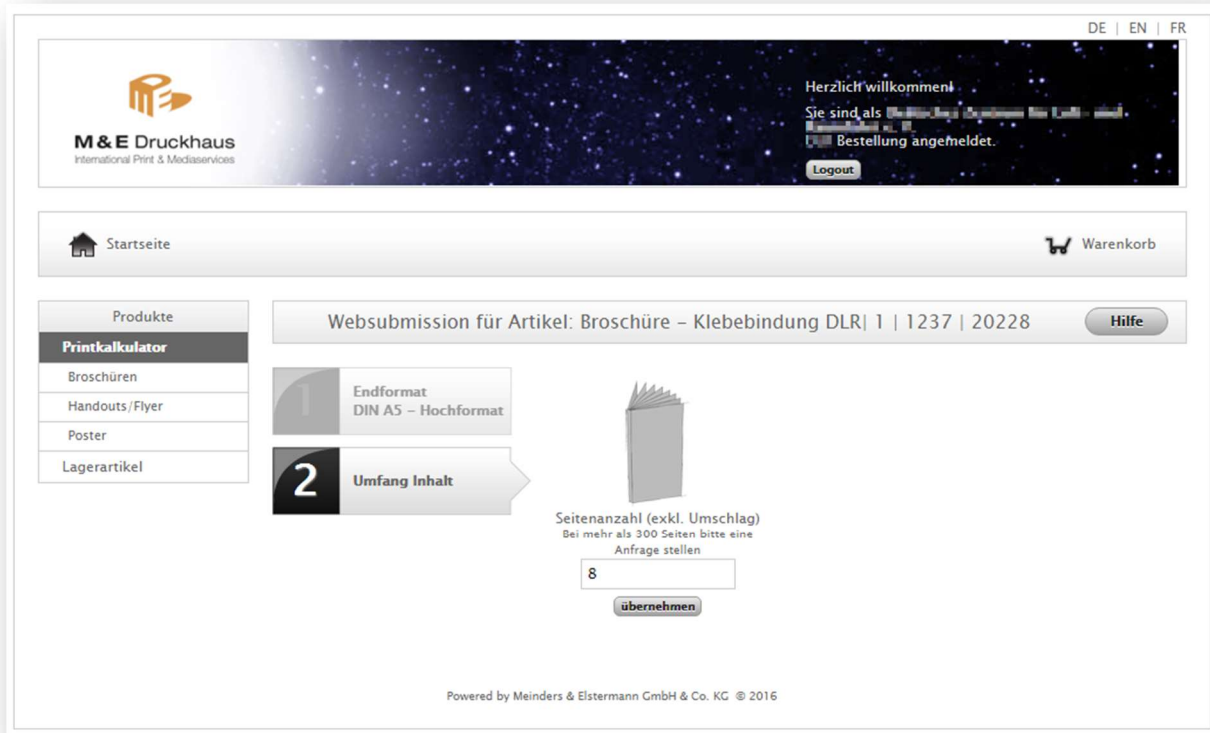 DE | EN | FR
M&E Druckhaus
International Print & Mediaservices
Herzlich willkommen!
Sie sind als
Bestellung angemeldet.
Logout
Startseite
Warenkorb
Produkte
Printkalkulator
Broschüren
Handouts/Flyer
Poster
Lagerartikel
Websubmission für Artikel: Broschüre – Klebebindung DLR| 1 | 1237 | 20228
Hilfe
1
Endformat
DIN A5 – Hochformat
2
Umfang Inhalt
Seitenanzahl (exkl. Umschlag)
Bei mehr als 300 Seiten bitte eine
Anfrage stellen
8
übernehmen
Powered by Meinders & Elstermann GmbH & Co. KG © 2016